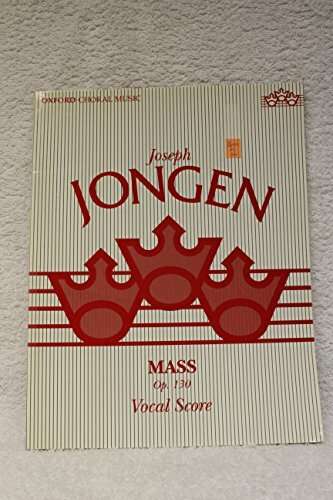 OXFORD CHORAL MUSIC
Joseph
JONGEN
MASS
Op. 130
Vocal Score